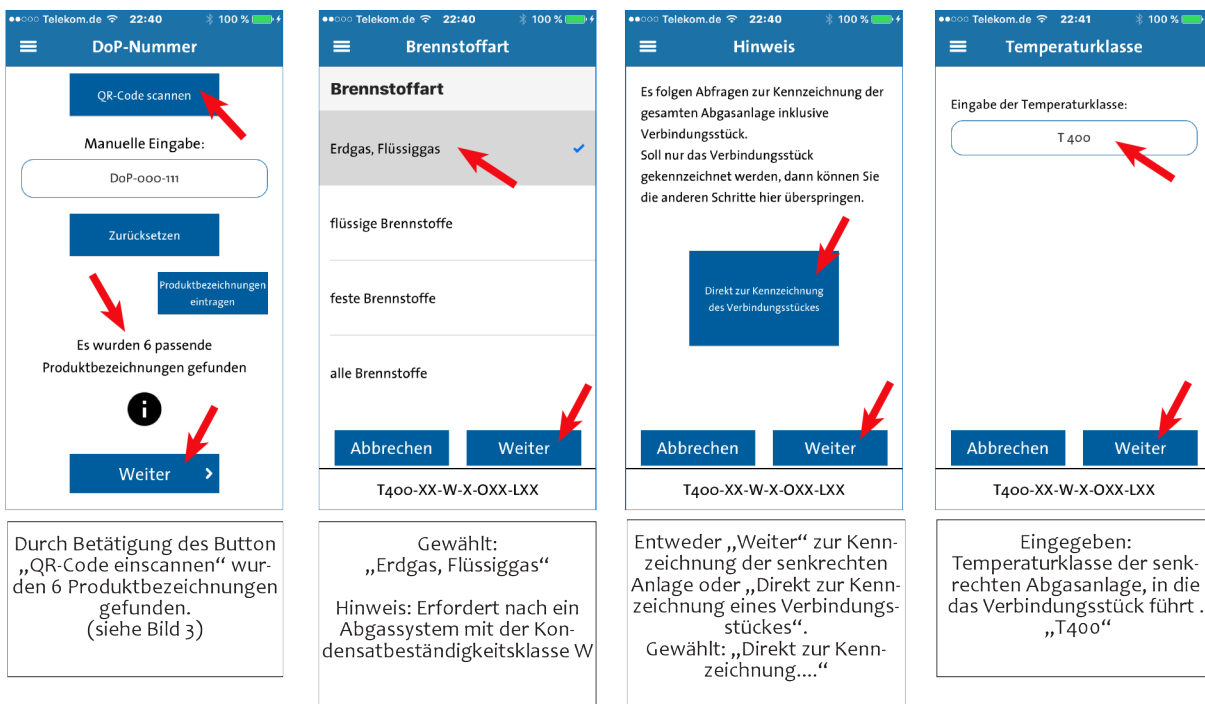 ●●○○○ Telekom.de 22:40 100 %
DoP-Nummer
QR-Code scannen
Manuelle Eingabe:
DoP-000-111
Zurücksetzen
Produktbezeichnungen
eintragen
Es wurden 6 passende
Produktbezeichnungen gefunden
i
Weiter >
Durch Betätigung des Button
„QR-Code einscannen“ wur-
den 6 Produktbezeichnungen
gefunden.
(siehe Bild 3)
●●○○○ Telekom.de 22:40 100 %
Brennstoffart
Brennstoffart
Erdgas, Flüssiggas
flüssige Brennstoffe
feste Brennstoffe
alle Brennstoffe
Abbrechen Weiter
T400-XX-W-X-OXX-LXX
Gewählt:
„Erdgas, Flüssiggas“
Hinweis: Erfordert nach ein
Abgassystem mit der Kon-
densatbeständigkeitsklasse W
●●○○○ Telekom.de 22:40 100 %
Hinweis
Es folgen Abfragen zur Kennzeichnung der
gesamten Abgasanlage inklusive
Verbindungsstück.
Soll nur das Verbindungsstück
gekennzeichnet werden, dann können Sie
die anderen Schritte hier überspringen.
Direkt zur Kennzeichnung
des Verbindungsstückes
Abbrechen Weiter
T400-XX-W-X-OXX-LXX
Entweder „Weiter“ zur Kenn-
zeichnung der senkrechten
Anlage oder „Direkt zur Kenn-
zeichnung eines Verbindungs-
stückes“.
Gewählt: „Direkt zur Kenn-
zeichnung....“
●●○○○ Telekom.de 22:41 100 %
Temperaturklasse
Eingabe der Temperaturklasse:
T 400
Abbrechen Weiter
T400-XX-W-X-OXX-LXX
Eingegeben:
Temperaturklasse der senk-
rechten Abgasanlage, in die
das Verbindungsstück führt .
„T400“